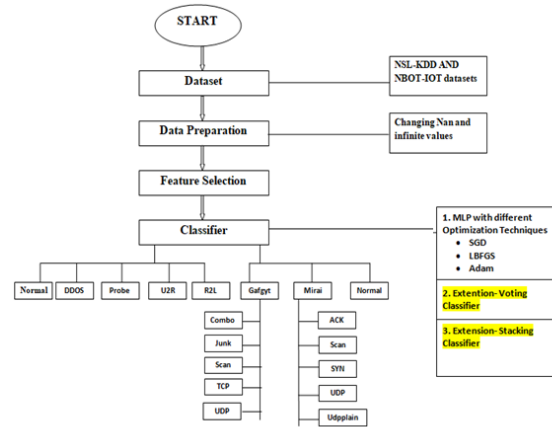 START
Dataset
NSL-KDD AND
NBOT-IOT datasets
Data Preparation
Changing Nan and
infinite values
Feature Selection
Classifier
1. MLP with different
Optimization Techniques
• SGD
• LBFGS
• Adam
2. Extention- Voting
Classifier
3. Extension- Stacking
Classifier
Normal
DDOS
Probe
U2R
R2L
Gafgyt
Mirai
Normal
Combo
Junk
Scan
TCP
UDP
ACK
Scan
SYN
UDP
Udpplain